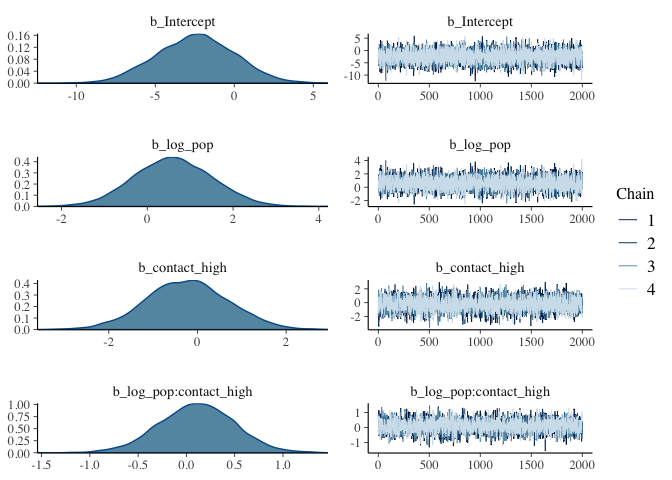 b_Intercept
0.16
0.12
0.08
0.04
0.00
-10 -5 0 5
b_Intercept
5
0
-5
-10
0 500 1000 1500 2000
b_log_pop
0.4
0.3
0.2
0.1
0.0
-2 0 2 4
b_log_pop
4
2
0
-2
0 500 1000 1500 2000
b_contact_high
0.4
0.3
0.2
0.1
0.0
-2 0 2
b_contact_high
2
0
-2
0 500 1000 1500 2000
b_log_pop:contact_high
1.00
0.75
0.50
0.25
0.00
-1.5 -1.0 -0.5 0.0 0.5 1.0
b_log_pop:contact_high
1
0
-1
0 500 1000 1500 2000
Chain
1
2
3
4